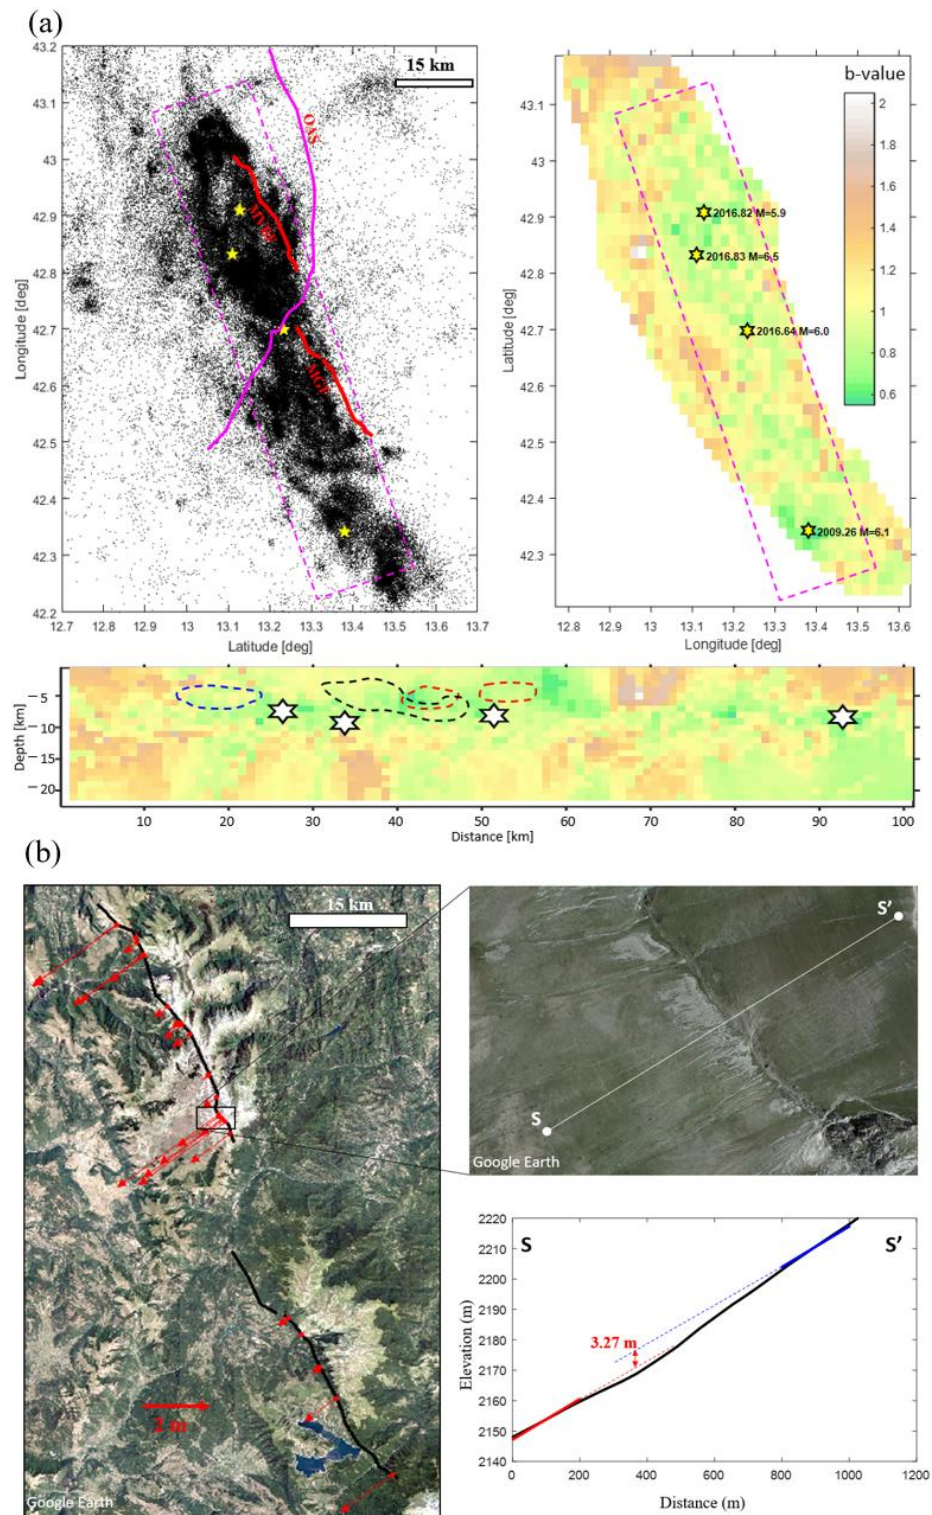 (a)
43.2
43.1
43
42.9
42.8
42.7
42.6
42.5
42.4
42.3
42.2
Longitude [deg]
15 km
OAS
MGF
12.7 12.8 12.9 13 13.1 13.2 13.3 13.4 13.5 13.6 13.7
Latitude [deg]
b-value
2
1.8
1.6
1.4
1.2
1
0.8
0.6
43.1
43
42.9
42.8
42.7
42.6
42.5
42.4
42.3
Latitude [deg]
2016.82 M=5.9
2016.83 M=6.5
2016.64 M=6.0
2009.26 M=6.1
12.8 12.9 13 13.1 13.2 13.3 13.4 13.5 13.6
Longitude [deg]
Depth [km]
−5
−10
−15
−20
10 20 30 40 50 60 70 80 90 100
Distance [km]
(b)
15 km
2 m
Google Earth
S
S'
Google Earth
S
S'
2220
2210
2200
2190
2180
2170
2160
2150
2140
Elevation (m)
3.27 m
0 200 400 600 800 1000 1200
Distance (m)